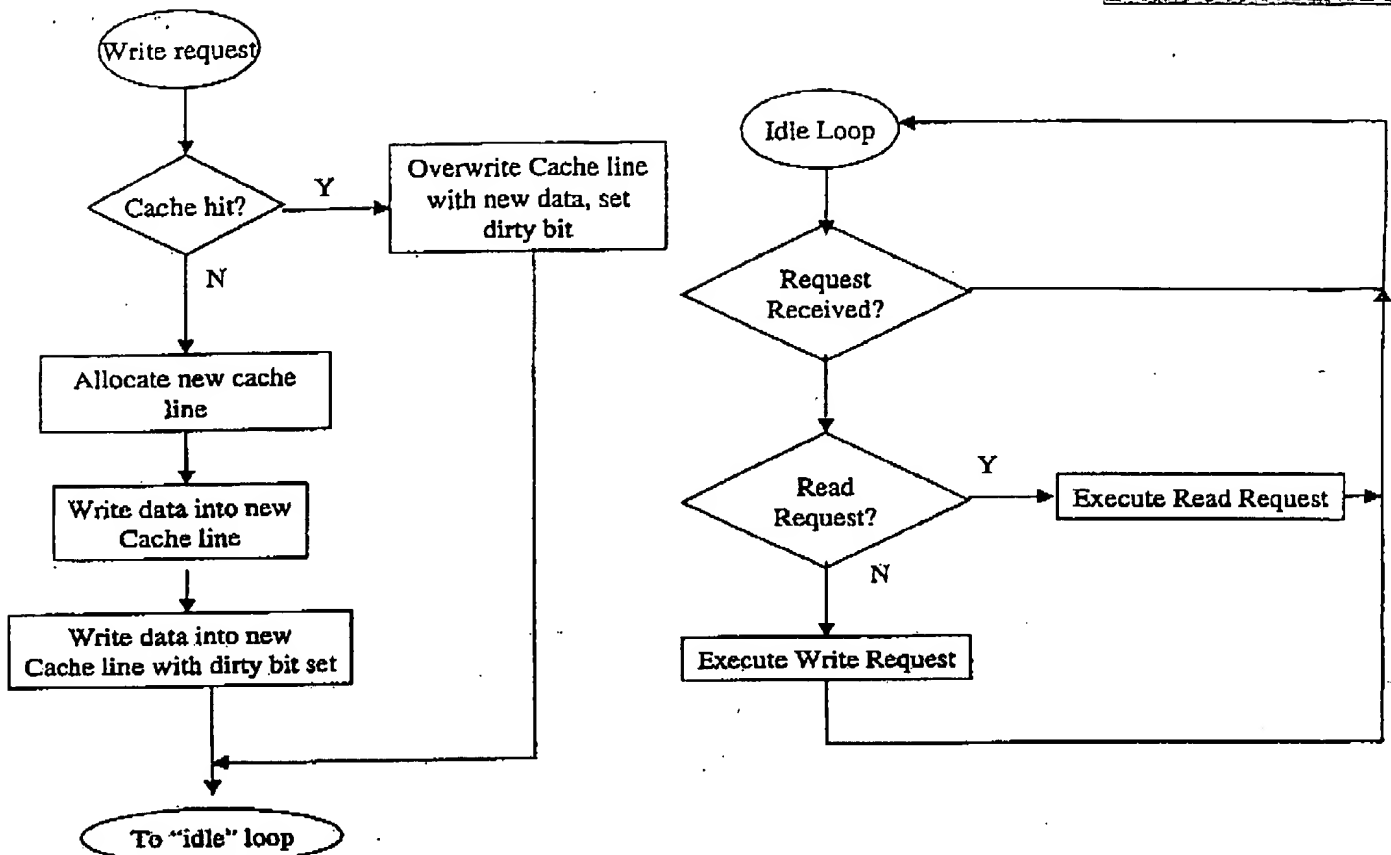 Write request
Cache hit?
Y
Overwrite Cache line
with new data, set
dirty bit
N
Allocate new cache
line
Write data into new
Cache line
Write data into new
Cache line with dirty bit set
To "idle" loop
Idle Loop
Request
Received?
Read
Request?
Y
Execute Read Request
N
Execute Write Request